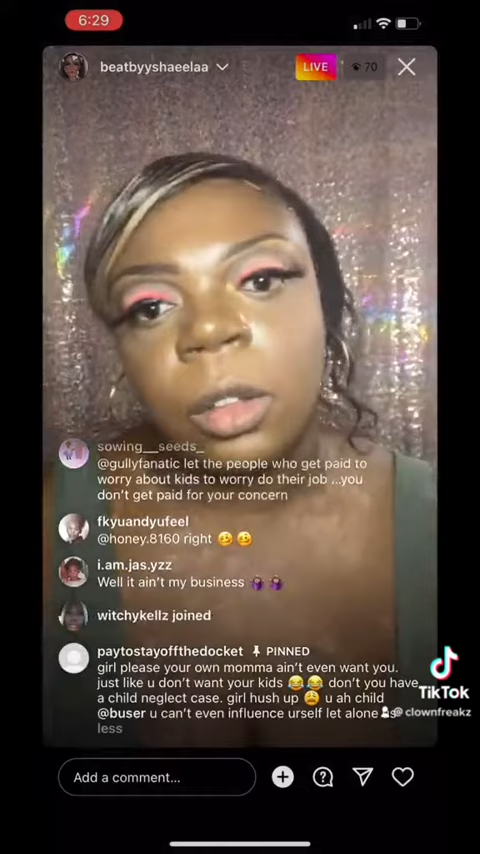 6:29
beatbyyshaeelaa
LIVE
70
sowing__seeds_
@gullyfanatic let the people who get paid to
worry about kids to worry do their job ...you
don't get paid for your concern
fkyuandyufeel
@honey.8160 right 🥴 🥴
i.am.jas.yzz
Well it ain't my business 🤷🏾‍♀️ 🤷🏾‍♀️
witchykellz joined
paytostayoffthedocket PINNED
girl please your own momma ain't even want you.
just like u don't want your kids 😂😂 don't you have
a child neglect case. girl hush up 😩 u ah child
@buser u can't even influence urself let alone
less
TikTok
@clownfreakz
Add a comment...